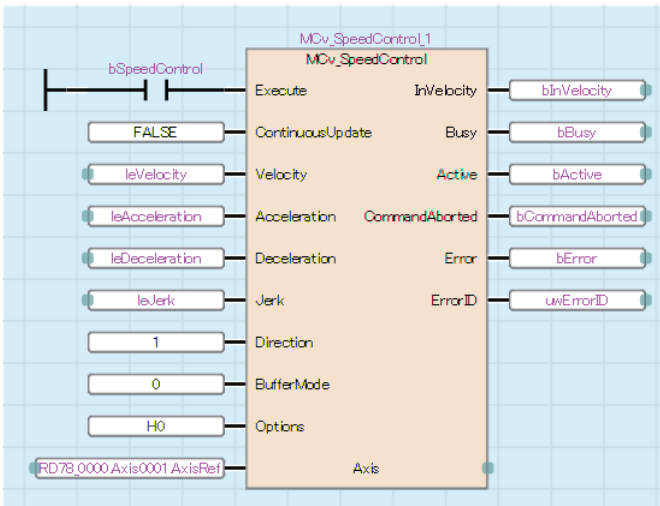 MCv_SpeedControl_1
MCv_SpeedControl
bSpeedControl
Execute InVelocity bInVelocity
FALSE ContinuousUpdate Busy bBusy
leVelocity Velocity Active bActive
leAcceleration Acceleration CommandAborted bCommandAborted
leDeceleration Deceleration Error bError
leJerk Jerk ErrorID uwErrorID
1 Direction
0 BufferMode
H0 Options
RD78_0000.Axis0001.AxisRef Axis